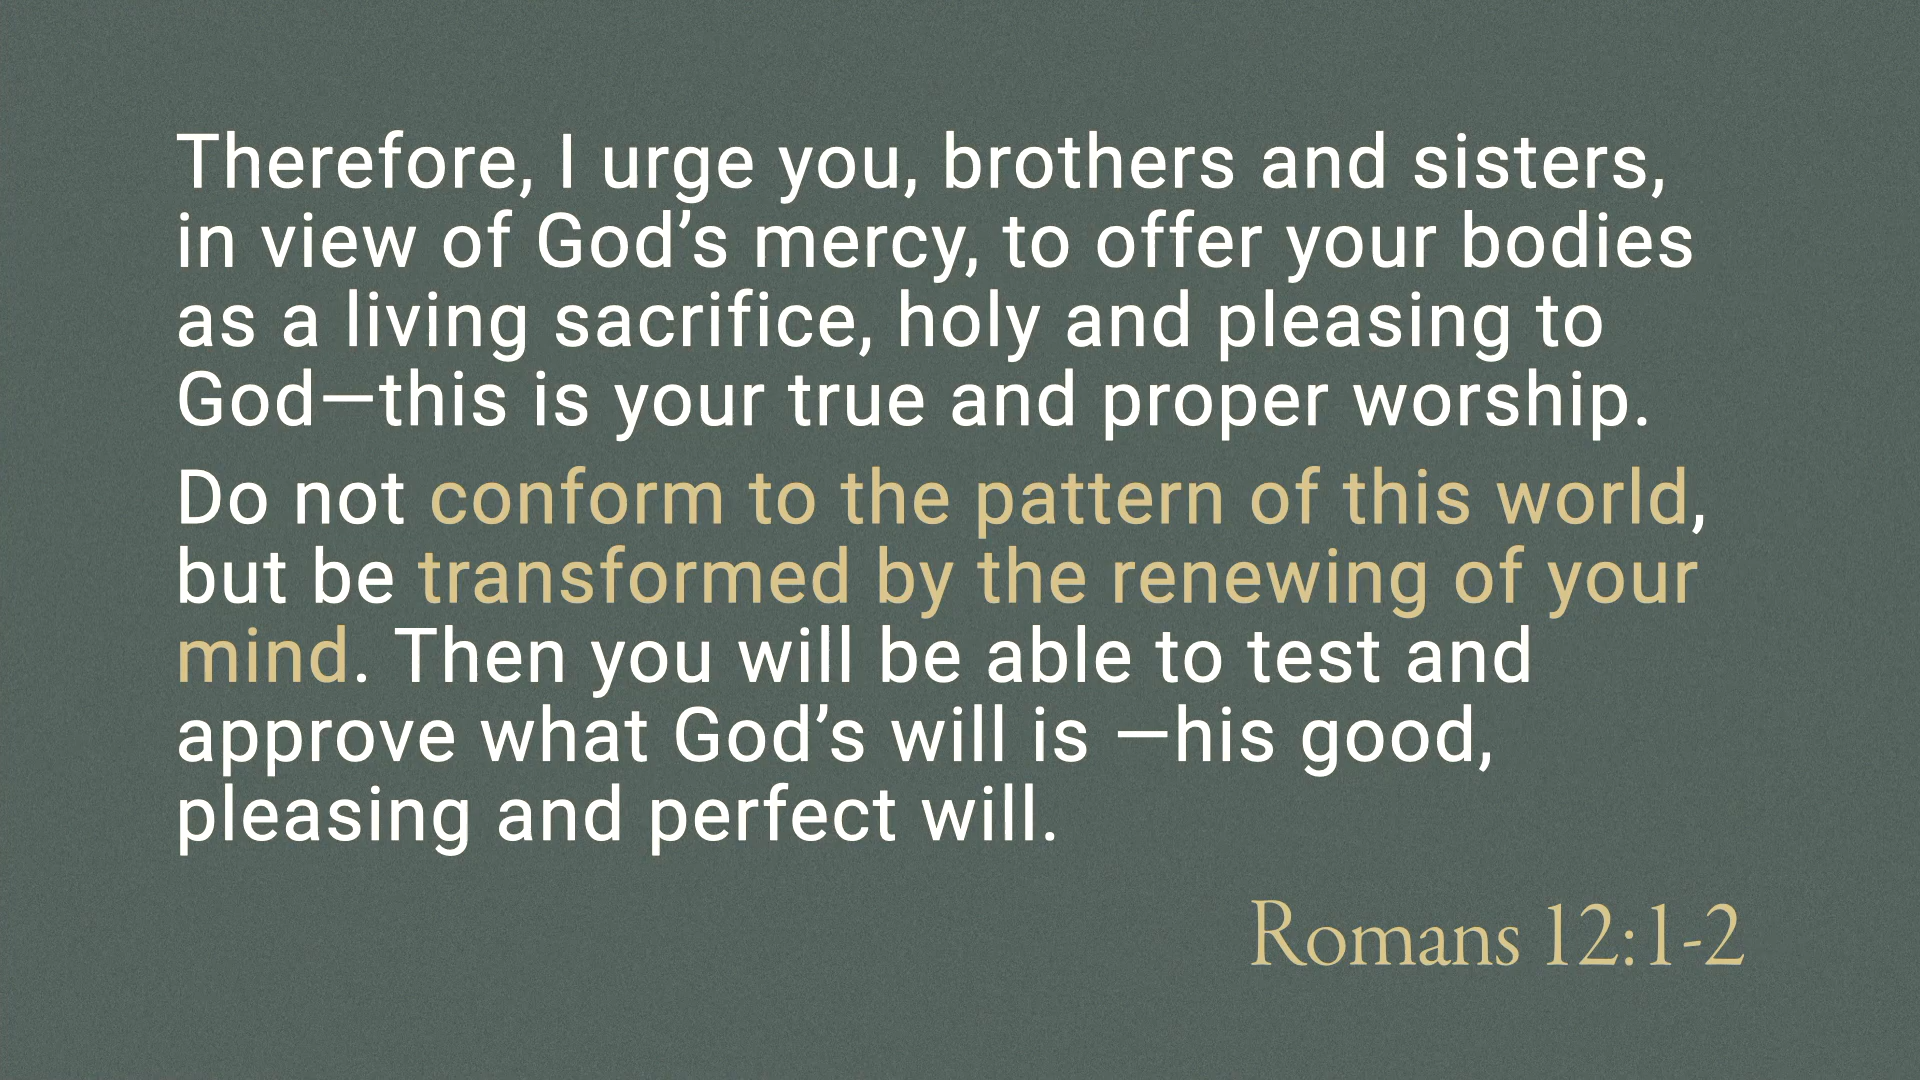 Therefore, I urge you, brothers and sisters,
in view of God’s mercy, to offer your bodies
as a living sacrifice, holy and pleasing to
God—this is your true and proper worship.
Do not conform to the pattern of this world,
but be transformed by the renewing of your
mind. Then you will be able to test and
approve what God’s will is —his good,
pleasing and perfect will.
Romans 12:1-2